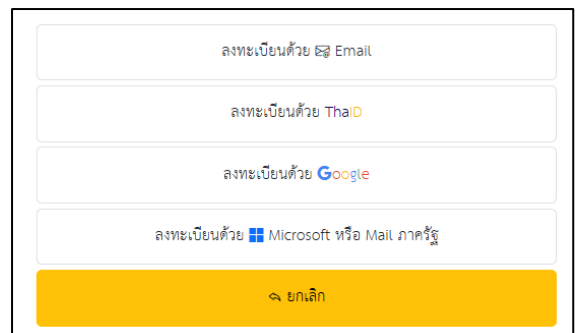 ลงทะเบียนด้วย Email
ลงทะเบียนด้วย ThaID
ลงทะเบียนด้วย Google
ลงทะเบียนด้วย Microsoft หรือ Mail ภาครัฐ
ยกเลิก